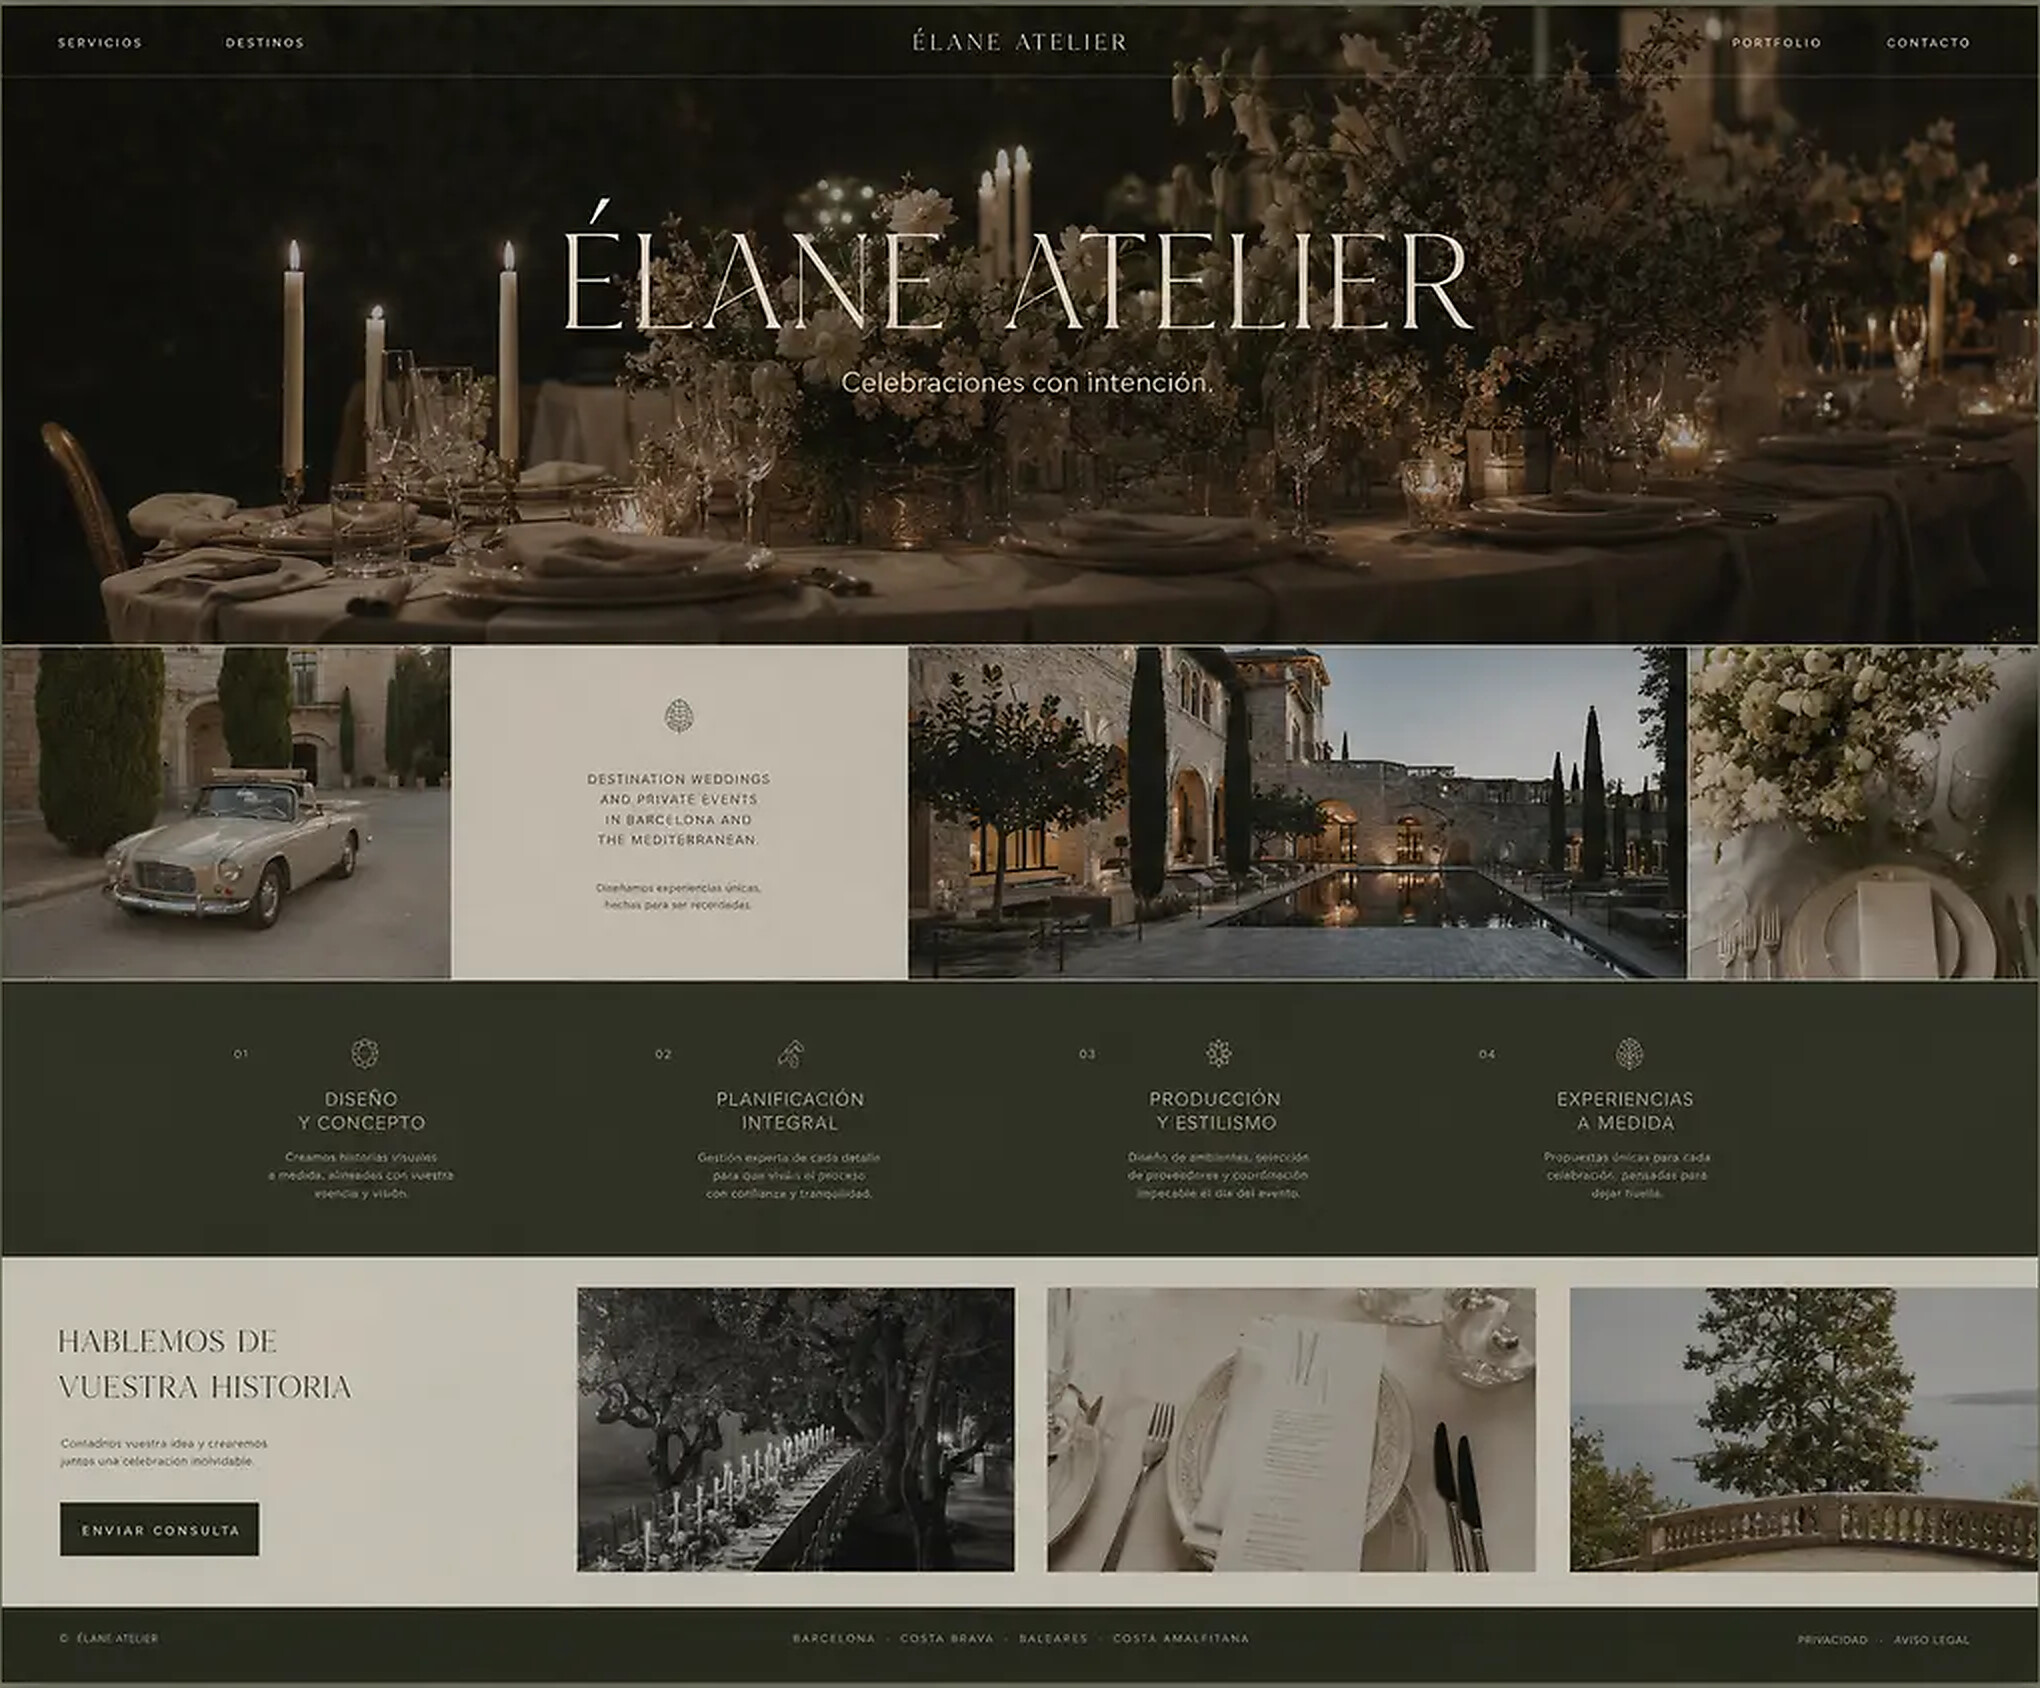 SERVICIOS
DESTINOS
ÉLANE ATELIER
PORTFOLIO
CONTACTO
ÉLANE ATELIER
Celebraciones con intención.
DESTINATION WEDDINGS
AND PRIVATE EVENTS
IN BARCELONA AND
THE MEDITERRANEAN.
Diseñamos experiencias únicas,
hechas para ser recordadas.
01
DISEÑO
Y CONCEPTO
Creamos historias visuales
a medida, alineadas con vuestra
esencia y visión.
02
PLANIFICACIÓN
INTEGRAL
Gestión experta de cada detalle
para que viváis el proceso
con confianza y tranquilidad.
03
PRODUCCIÓN
Y ESTILISMO
Diseño de ambientes, selección
de proveedores y coordinación
impecable el día del evento.
04
EXPERIENCIAS
A MEDIDA
Propuestas únicas para cada
celebración, pensadas para
dejar huella.
HABLEMOS DE
VUESTRA HISTORIA
vuestra idea y crearemos
juntos una celebración inolvidable.
ENVIAR CONSULTA
© ÉLANE ATELIER
BARCELONA · COSTA BRAVA · BALEARES · COSTA AMALFITANA
PRIVACIDAD · AVISO LEGAL